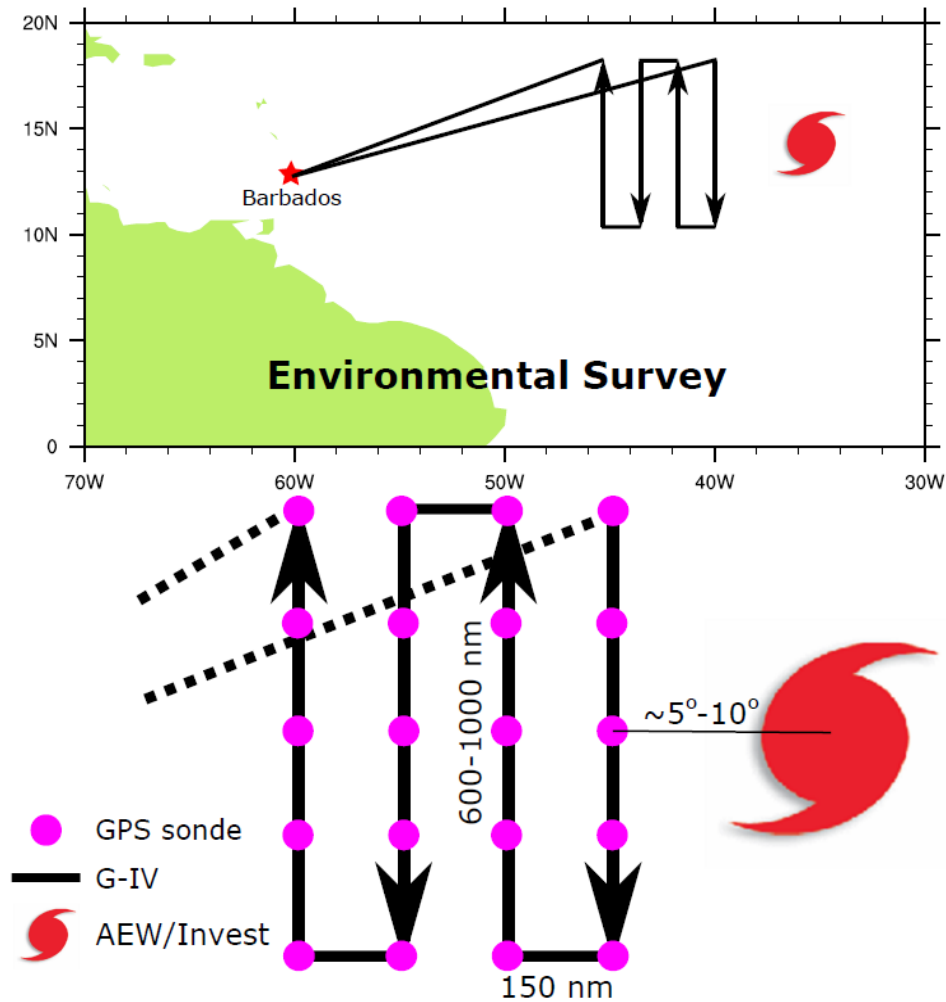 20N
15N
10N
5N
0
Barbados
Environmental Survey
70W 60W 50W 40W 30W
600-1000 nm
~5°-10°
GPS sonde
G-IV
AEW/Invest
150 nm